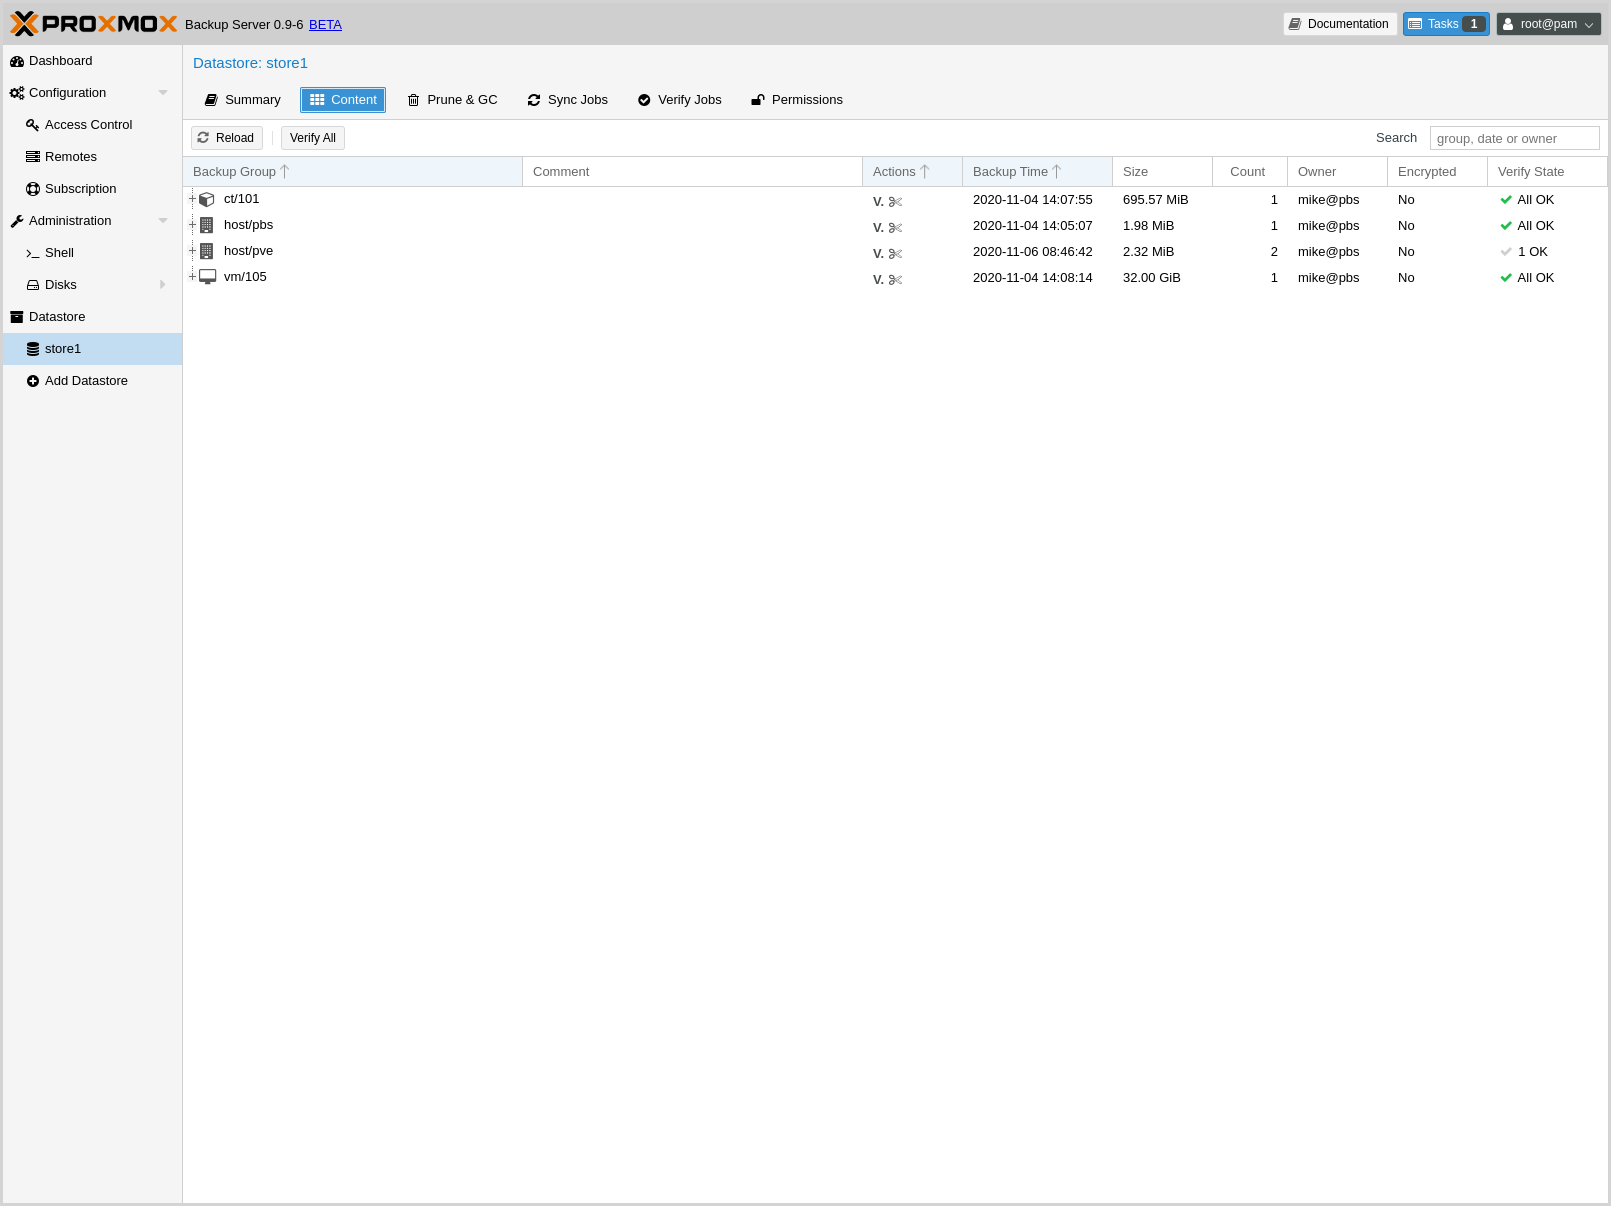 PROXMOX Backup Server 0.9-6 BETA
Documentation
Tasks 1
root@pam
Dashboard
Configuration
Access Control
Remotes
Subscription
Administration
Shell
Disks
Datastore
store1
Add Datastore
Datastore: store1
Summary Content Prune & GC Sync Jobs Verify Jobs Permissions
Reload Verify All Search group, date or owner
Backup Group Comment Actions Backup Time Size Count Owner Encrypted Verify State
ct/101 V. 2020-11-04 14:07:55 695.57 MiB 1 mike@pbs No All OK
host/pbs V. 2020-11-04 14:05:07 1.98 MiB 1 mike@pbs No All OK
host/pve V. 2020-11-06 08:46:42 2.32 MiB 2 mike@pbs No 1 OK
vm/105 V. 2020-11-04 14:08:14 32.00 GiB 1 mike@pbs No All OK